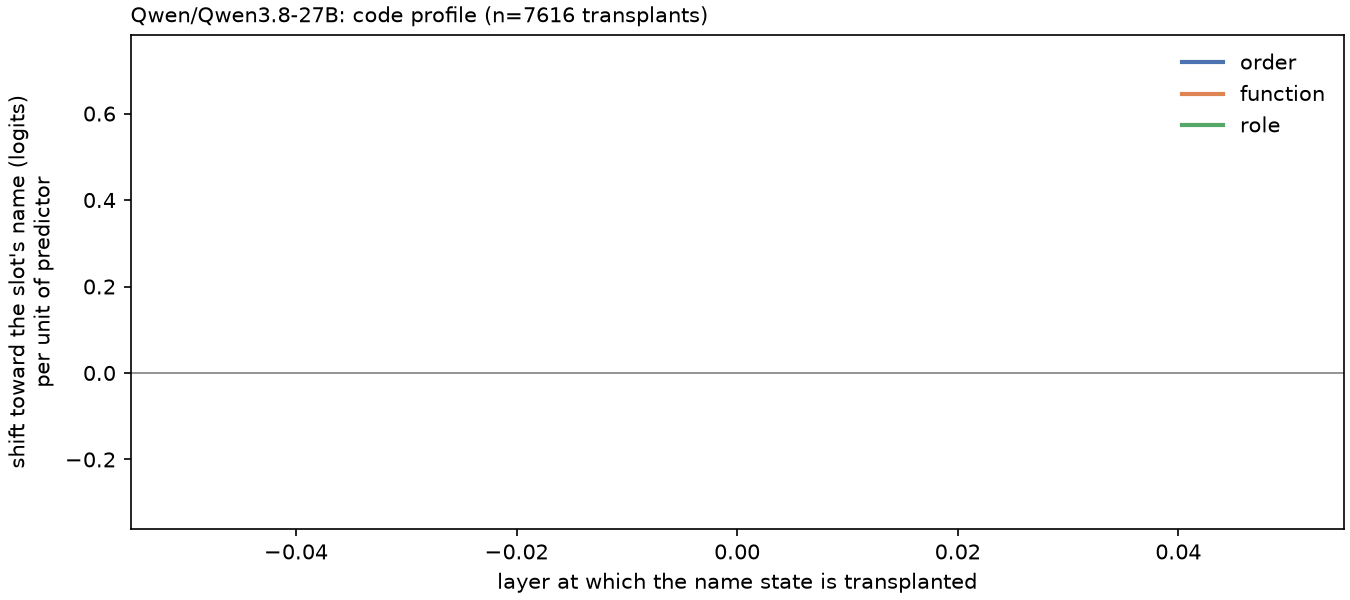 Qwen/Qwen3.8-27B: code profile (n=7616 transplants)
order
function
role
shift toward the slot's name (logits)
per unit of predictor
0.6
0.4
0.2
0.0
−0.2
−0.04
−0.02
0.00
0.02
0.04
layer at which the name state is transplanted